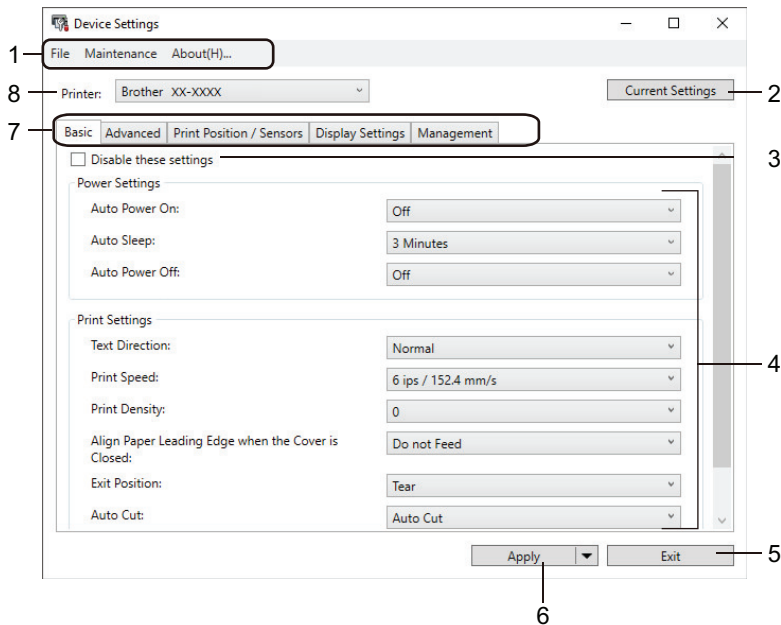 Device Settings
1
File Maintenance About(H)...
8
Printer: Brother XX-XXXX
Current Settings
2
7
Basic Advanced Print Position / Sensors Display Settings Management
Disable these settings
3
Power Settings
Auto Power On: Off
Auto Sleep: 3 Minutes
Auto Power Off: Off
Print Settings
Text Direction: Normal
Print Speed: 6 ips / 152.4 mm/s
4
Print Density: 0
Align Paper Leading Edge when the Cover is Do not Feed
Closed:
Exit Position: Tear
Auto Cut: Auto Cut
Apply Exit
5
6